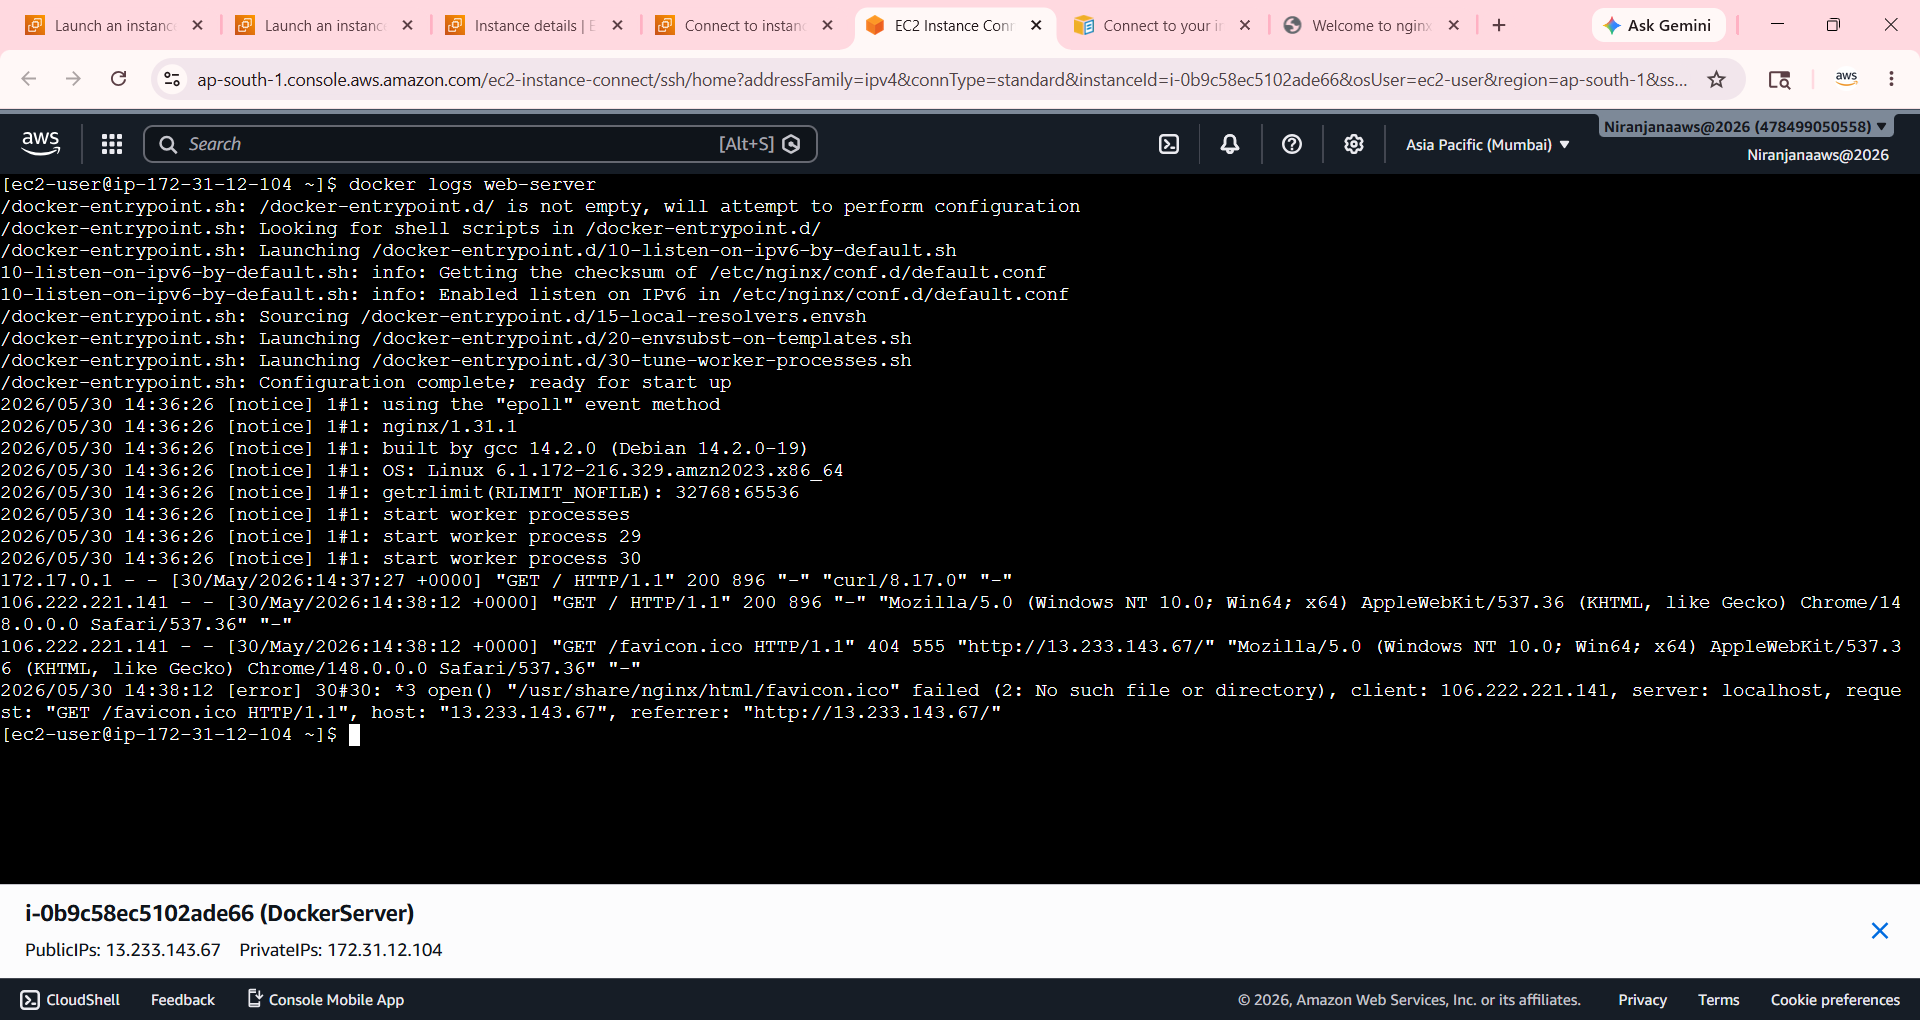 Launch an instanc
Launch an instanc
Instance details | E
Connect to instanc
EC2 Instance Conn
Connect to your in
Welcome to nginx
Ask Gemini
ap-south-1.console.aws.amazon.com/ec2-instance-connect/ssh/home?addressFamily=ipv4&connType=standard&instanceId=i-0b9c58ec5102ade66&osUser=ec2-user&region=ap-south-1&ss...
aws
aws
Search
[Alt+S]
Asia Pacific (Mumbai)
Niranjanaaws@2026 (478499050558)
Niranjanaaws@2026
[ec2-user@ip-172-31-12-104 ~]$ docker logs web-server
/docker-entrypoint.sh: /docker-entrypoint.d/ is not empty, will attempt to perform configuration
/docker-entrypoint.sh: Looking for shell scripts in /docker-entrypoint.d/
/docker-entrypoint.sh: Launching /docker-entrypoint.d/10-listen-on-ipv6-by-default.sh
10-listen-on-ipv6-by-default.sh: info: Getting the checksum of /etc/nginx/conf.d/default.conf
10-listen-on-ipv6-by-default.sh: info: Enabled listen on IPv6 in /etc/nginx/conf.d/default.conf
/docker-entrypoint.sh: Sourcing /docker-entrypoint.d/15-local-resolvers.envsh
/docker-entrypoint.sh: Launching /docker-entrypoint.d/20-envsubst-on-templates.sh
/docker-entrypoint.sh: Launching /docker-entrypoint.d/30-tune-worker-processes.sh
/docker-entrypoint.sh: Configuration complete; ready for start up
2026/05/30 14:36:26 [notice] 1#1: using the "epoll" event method
2026/05/30 14:36:26 [notice] 1#1: nginx/1.31.1
2026/05/30 14:36:26 [notice] 1#1: built by gcc 14.2.0 (Debian 14.2.0-19)
2026/05/30 14:36:26 [notice] 1#1: OS: Linux 6.1.172-216.329.amzn2023.x86_64
2026/05/30 14:36:26 [notice] 1#1: getrlimit(RLIMIT_NOFILE): 32768:65536
2026/05/30 14:36:26 [notice] 1#1: start worker processes
2026/05/30 14:36:26 [notice] 1#1: start worker process 29
2026/05/30 14:36:26 [notice] 1#1: start worker process 30
172.17.0.1 - - [30/May/2026:14:37:27 +0000] "GET / HTTP/1.1" 200 896 "-" "curl/8.17.0" "-"
106.222.221.141 - - [30/May/2026:14:38:12 +0000] "GET / HTTP/1.1" 200 896 "-" "Mozilla/5.0 (Windows NT 10.0; Win64; x64) AppleWebKit/537.36 (KHTML, like Gecko) Chrome/14
8.0.0.0 Safari/537.36" "-"
106.222.221.141 - - [30/May/2026:14:38:12 +0000] "GET /favicon.ico HTTP/1.1" 404 555 "http://13.233.143.67/" "Mozilla/5.0 (Windows NT 10.0; Win64; x64) AppleWebKit/537.3
6 (KHTML, like Gecko) Chrome/148.0.0.0 Safari/537.36" "-"
2026/05/30 14:38:12 [error] 30#30: *3 open() "/usr/share/nginx/html/favicon.ico" failed (2: No such file or directory), client: 106.222.221.141, server: localhost, reque
st: "GET /favicon.ico HTTP/1.1", host: "13.233.143.67", referrer: "http://13.233.143.67/"
[ec2-user@ip-172-31-12-104 ~]$
i-0b9c58ec5102ade66 (DockerServer)
PublicIPs: 13.233.143.67 PrivateIPs: 172.31.12.104
CloudShell
Feedback
Console Mobile App
© 2026, Amazon Web Services, Inc. or its affiliates.
Privacy
Terms
Cookie preferences